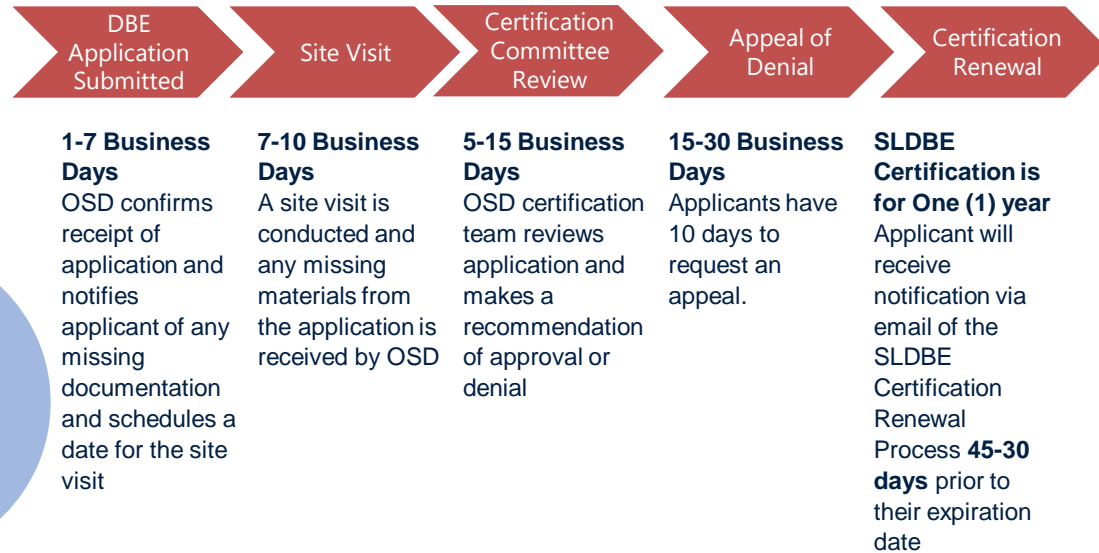 DBE
Application
Submitted
Site Visit
Certification
Committee
Review
Appeal of
Denial
Certification
Renewal
1-7 Business
Days
OSD confirms
receipt of
application and
notifies
applicant of any
missing
documentation
and schedules a
date for the site
visit
7-10 Business
Days
A site visit is
conducted and
any missing
materials from
the application is
received by OSD
5-15 Business
Days
OSD certification
team reviews
application and
makes a
recommendation
of approval or
denial
15-30 Business
Days
Applicants have
10 days to
request an
appeal.
SLDBE
Certification is
for One (1) year
Applicant will
receive
notification via
email of the
SLDBE
Certification
Renewal
Process 45-30
days prior to
their expiration
date